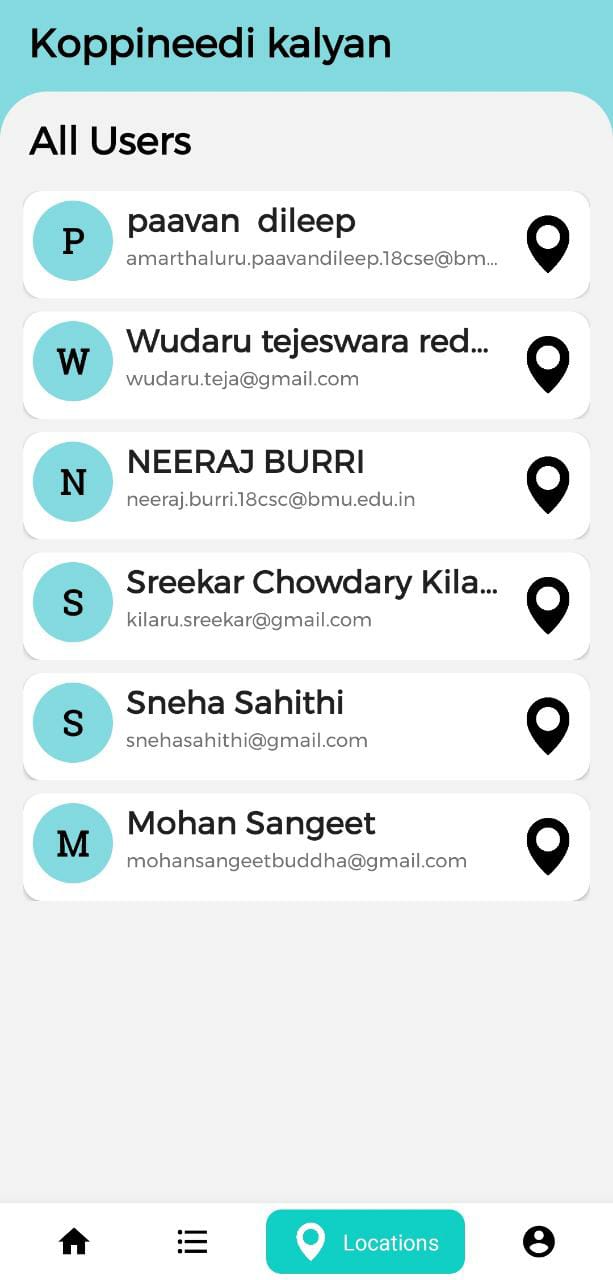 Koppineedi kalyan
All Users
P
paavan  dileep
amarthaluru.paavandileep.18cse@bm...
W
Wudaru tejeswara red...
wudaru.teja@gmail.com
N
NEERAJ BURRI
neeraj.burri.18csc@bmu.edu.in
S
Sreekar Chowdary Kila...
kilaru.sreekar@gmail.com
S
Sneha Sahithi
snehasahithi@gmail.com
M
Mohan Sangeet
mohansangeetbuddha@gmail.com
Locations